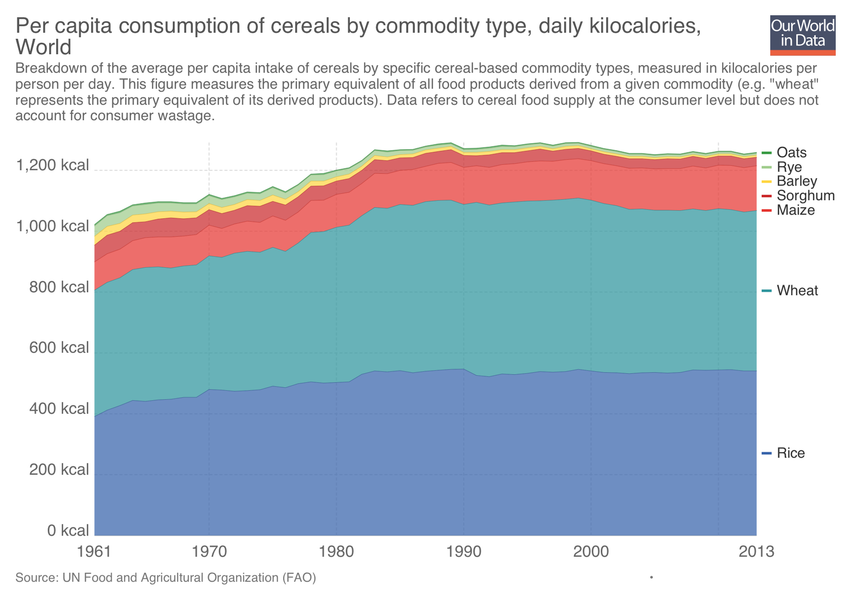 Per capita consumption of cereals by commodity type, daily kilocalories,
World
Our World
in Data
Breakdown of the average per capita intake of cereals by specific cereal-based commodity types, measured in kilocalories per
person per day. This figure measures the primary equivalent of all food products derived from a given commodity (e.g. "wheat"
represents the primary equivalent of its derived products). Data refers to cereal food supply at the consumer level but does not
account for consumer wastage.
1,200 kcal
1,000 kcal
800 kcal
600 kcal
400 kcal
200 kcal
0 kcal
Oats
Rye
Barley
Sorghum
Maize
Wheat
Rice
1961
1970
1980
1990
2000
2013
Source: UN Food and Agricultural Organization (FAO)